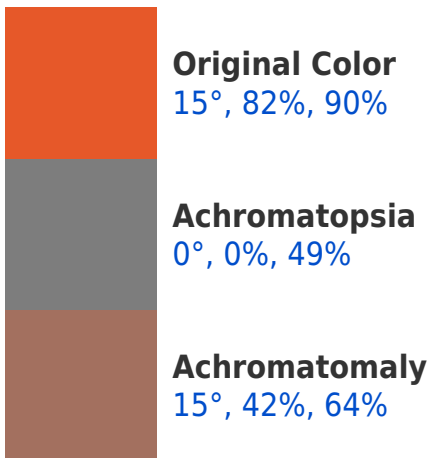 Original Color
15°, 82%, 90%
Achromatopsia
0°, 0%, 49%
Achromatomaly
15°, 42%, 64%